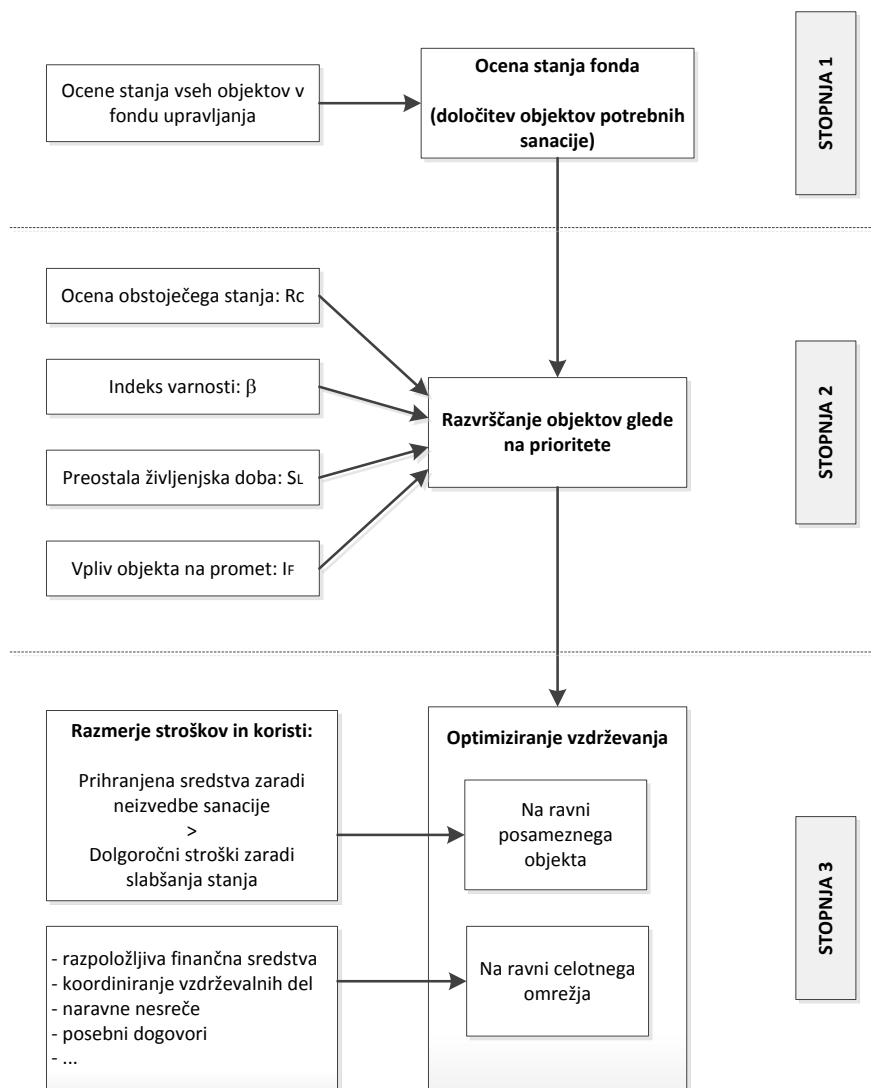 Ocene stanja vseh objektov v
fondu upravljanja
Ocena stanja fonda
(določitev objektov potrebnih
sanacije)
STOPNJA 1
Ocena obstoječega stanja: Rc
Indeks varnosti: β
Preostala življenjska doba: SL
Vpliv objekta na promet: IF
Razvrščanje objektov glede
na prioritete
STOPNJA 2
Razmerje stroškov in koristi:
Prihranjena sredstva zaradi
neizvedbe sanacije
>
Dolgoročni stroški zaradi
slabšanja stanja
- razpoložljiva finančna sredstva
- koordiniranje vzdrževalnih del
- naravne nesreče
- posebni dogovori
- ...
Optimiziranje vzdrževanja
Na ravni
posameznega
objekta
Na ravni celotnega
omrežja
STOPNJA 3